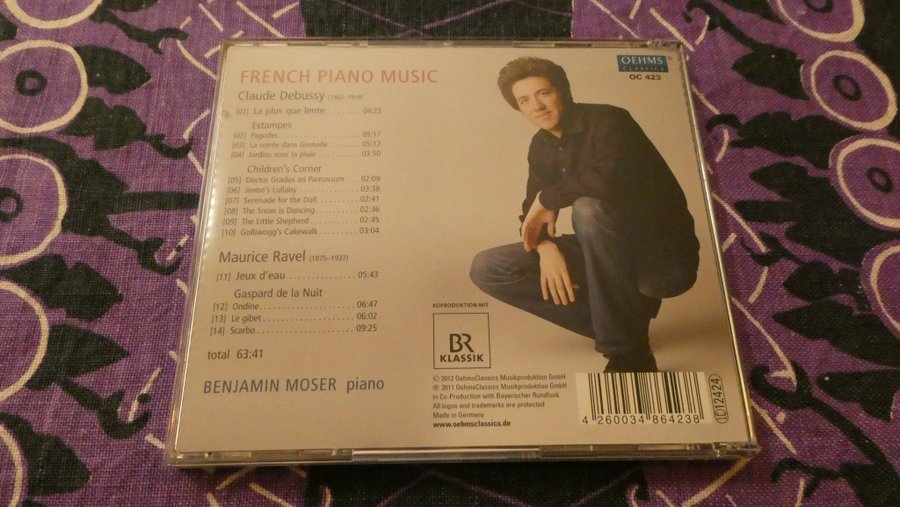 FRENCH PIANO MUSIC
Claude Debussy (1862–1918)
[01] La plus que lente ........ 04:23
Estampes
[02] Pagodes ........ 05:17
[03] La soirée dans Grenade ........ 05:12
[04] Jardins sous la pluie ........ 03:50
Children's Corner
[05] Doctor Gradus ad Parnassum ........ 02:09
[06] Jimbo's Lullaby ........ 03:38
[07] Serenade for the Doll ........ 02:41
[08] The Snow is Dancing ........ 02:36
[09] The Little Shepherd ........ 02:45
[10] Golliwogg's Cakewalk ........ 03:04
Maurice Ravel (1875–1937)
[11] Jeux d'eau ........ 05:43
Gaspard de la Nuit
[12] Ondine ........ 06:47
[13] Le gibet ........ 06:02
[14] Scarbo ........ 09:25
total 63:41
BENJAMIN MOSER piano
OEHMS
CLASSICS
OC 423
KOPRODUKTION MIT
BR
KLASSIK
© 2012 OehmsClassics Musikproduktion GmbH
℗ 2011 OehmsClassics Musikproduktion GmbH
in Co-Production with Bayerischer Rundfunk
All logos and trademarks are protected
Made in Germany
www.oehmsclassics.de
4 260034 864238
LC 12424